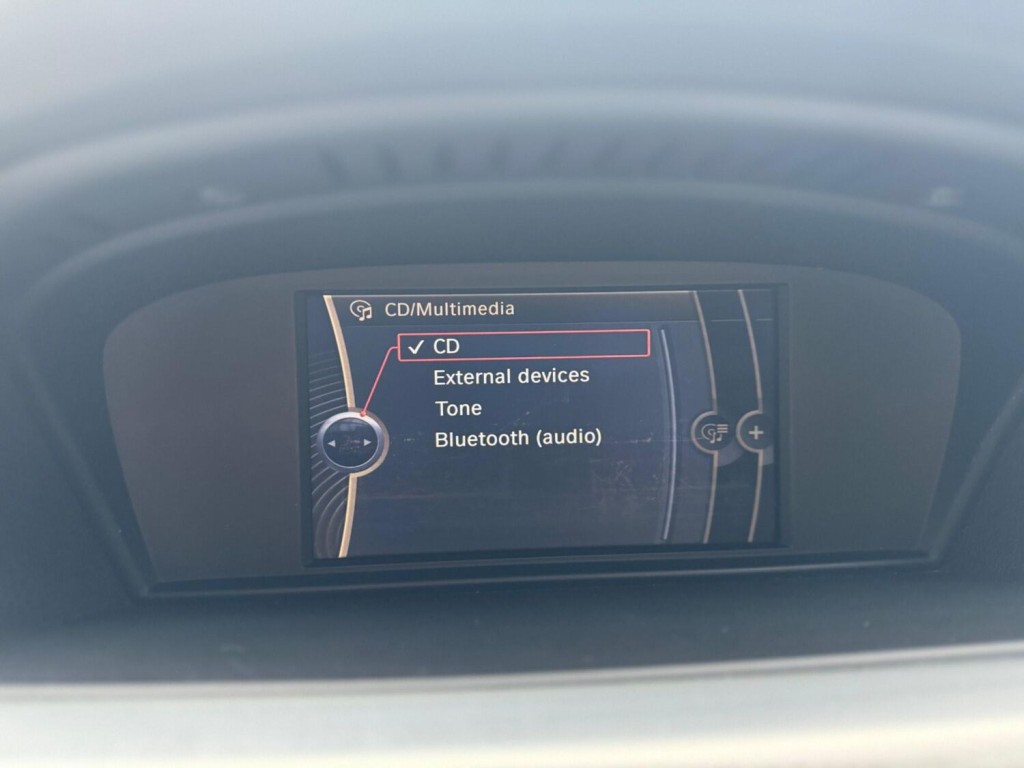 CD/Multimedia
✓ CD
External devices
Tone
Bluetooth (audio)